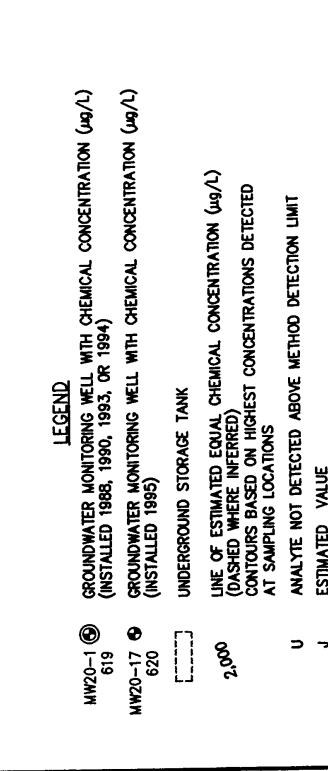 LEGEND
MW20-1 GROUNDWATER MONITORING WELL WITH CHEMICAL CONCENTRATION (µg/L)
619 (INSTALLED 1988, 1990, 1993, OR 1994)
MW20-17 GROUNDWATER MONITORING WELL WITH CHEMICAL CONCENTRATION (µg/L)
620 (INSTALLED 1995)
UNDERGROUND STORAGE TANK
2,000 LINE OF ESTIMATED EQUAL CHEMICAL CONCENTRATION (µg/L)
(DASHED WHERE INFERRED)
CONTOURS BASED ON HIGHEST CONCENTRATIONS DETECTED
AT SAMPLING LOCATIONS
U ANALYTE NOT DETECTED ABOVE METHOD DETECTION LIMIT
J ESTIMATED VALUE